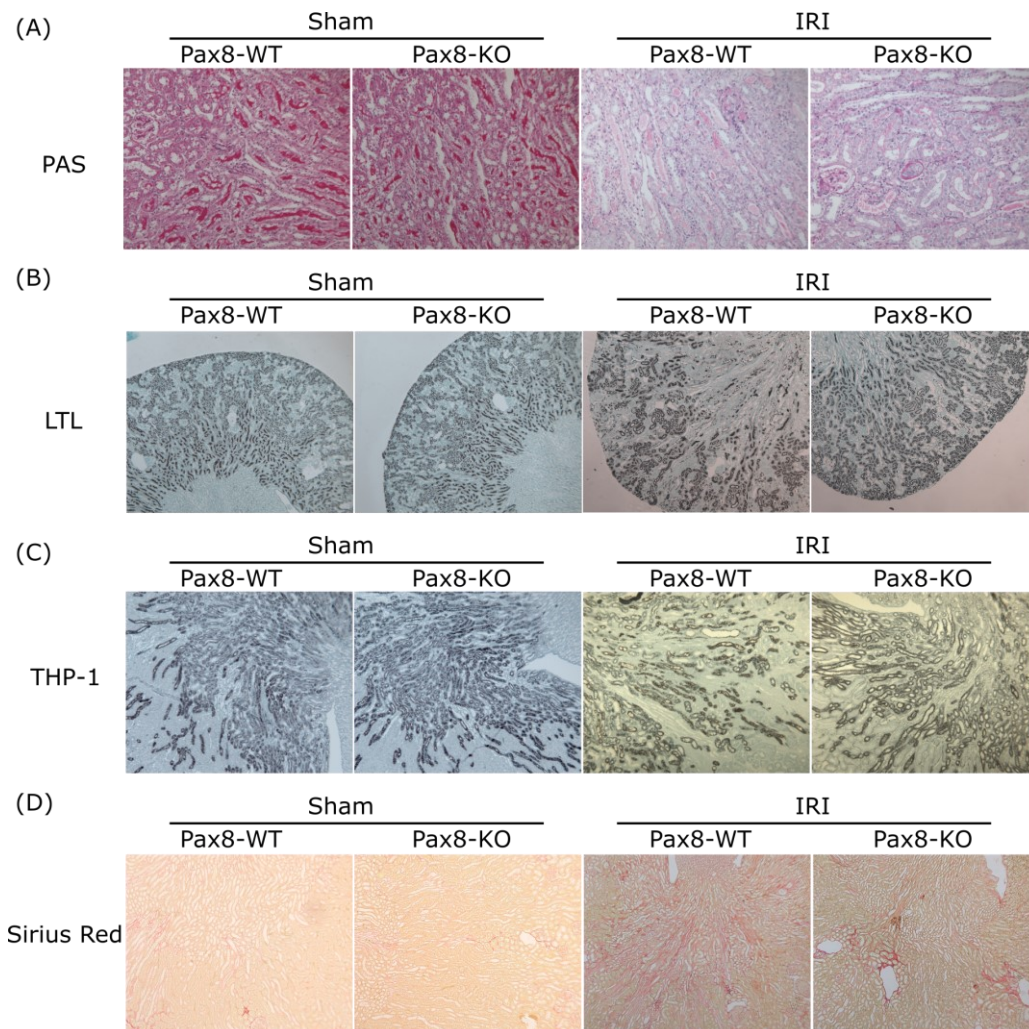 (A)
Sham IRI
Pax8-WT Pax8-KO Pax8-WT Pax8-KO
PAS
(B)
Sham IRI
Pax8-WT Pax8-KO Pax8-WT Pax8-KO
LTL
(C)
Sham IRI
Pax8-WT Pax8-KO Pax8-WT Pax8-KO
THP-1
(D)
Sham IRI
Pax8-WT Pax8-KO Pax8-WT Pax8-KO
Sirius Red